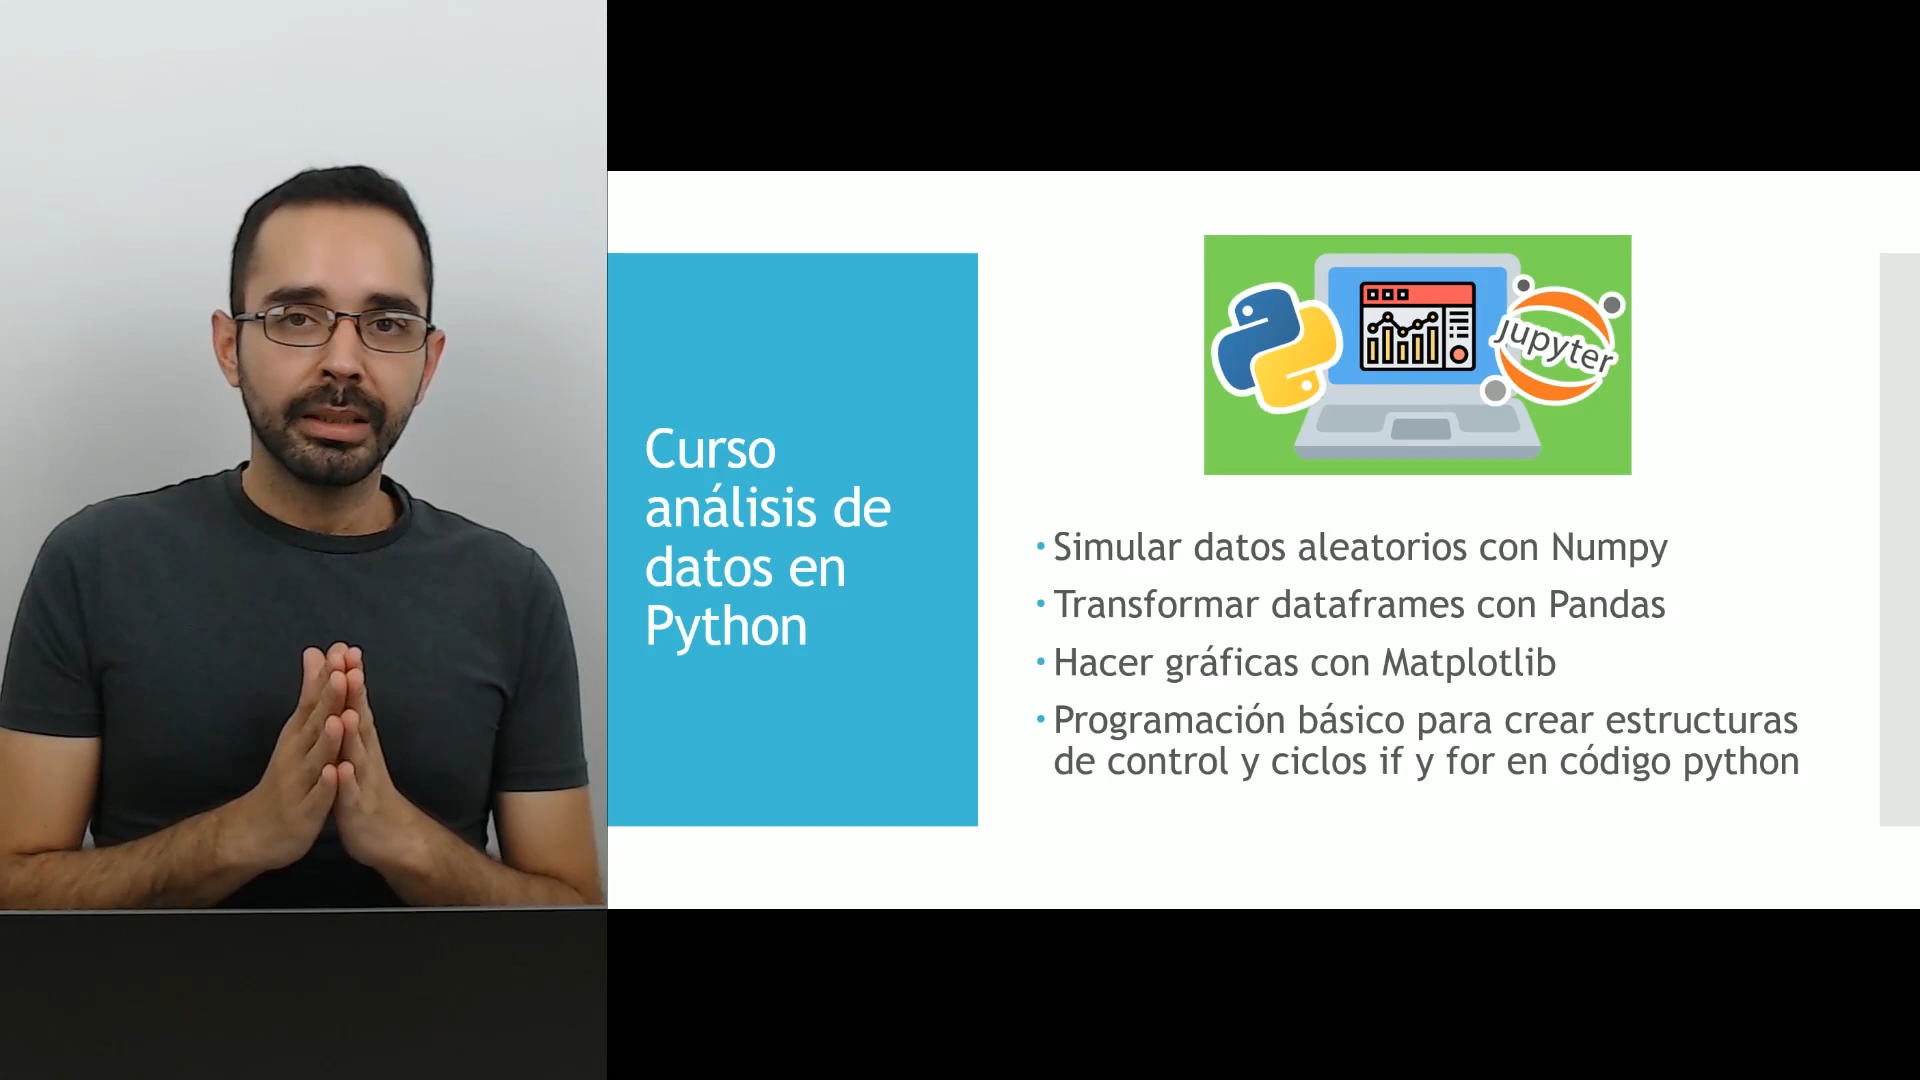 jupyter
Curso
análisis de
datos en
Python
• Simular datos aleatorios con Numpy
• Transformar dataframes con Pandas
• Hacer gráficas con Matplotlib
• Programación básico para crear estructuras
de control y ciclos if y for en código python